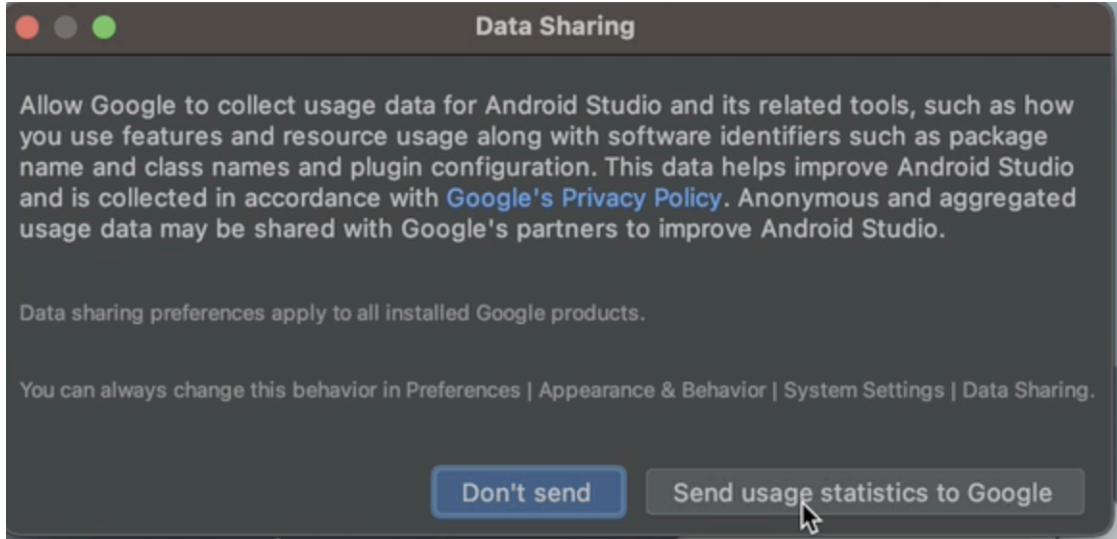 Data Sharing
Allow Google to collect usage data for Android Studio and its related tools, such as how
you use features and resource usage along with software identifiers such as package
name and class names and plugin configuration. This data helps improve Android Studio
and is collected in accordance with Google's Privacy Policy. Anonymous and aggregated
usage data may be shared with Google's partners to improve Android Studio.
Data sharing preferences apply to all installed Google products.
You can always change this behavior in Preferences | Appearance & Behavior | System Settings | Data Sharing.
Don't send
Send usage statistics to Google